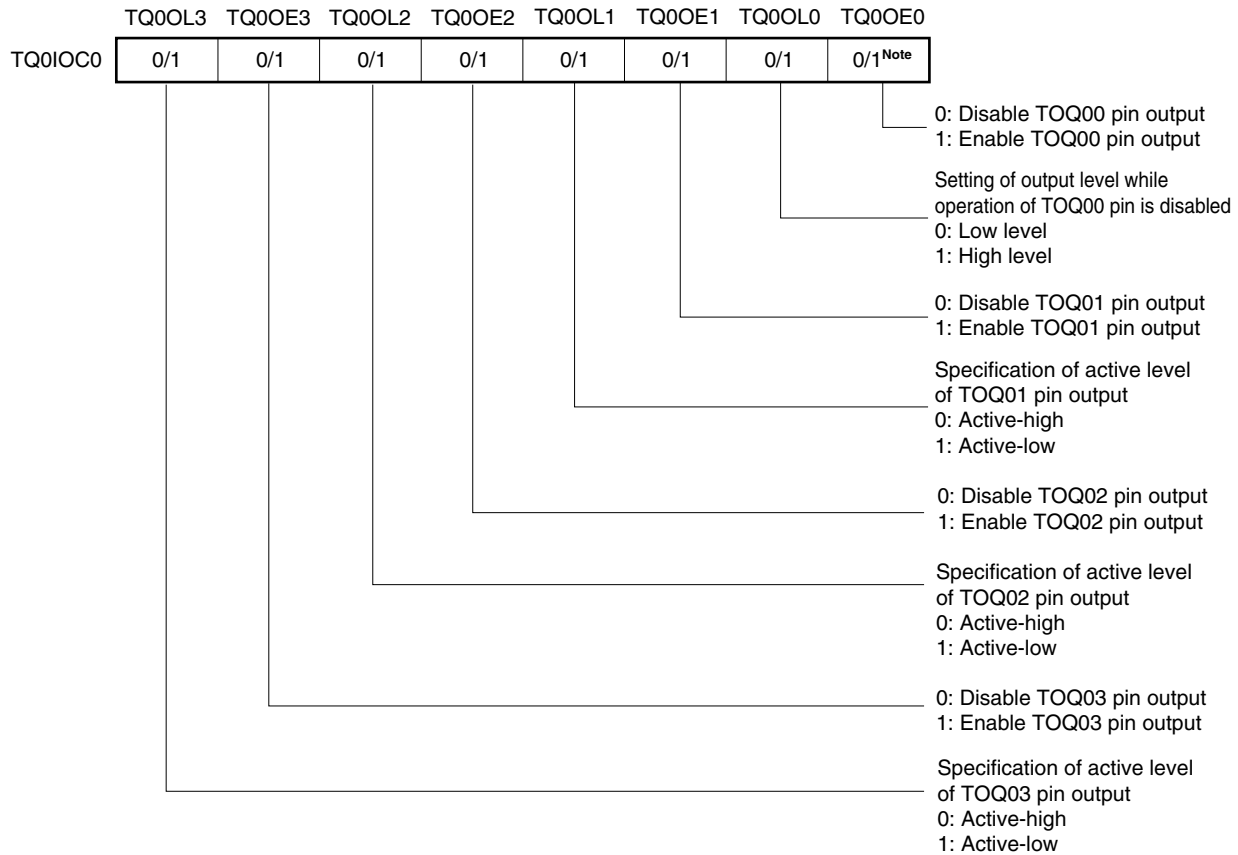 TQ0OL3 TQ0OE3 TQ0OL2 TQ0OE2 TQ0OL1 TQ0OE1 TQ0OL0 TQ0OE0
TQ0IOC0 0/1 0/1 0/1 0/1 0/1 0/1 0/1 0/1Note
0: Disable TOQ00 pin output
1: Enable TOQ00 pin output
Setting of output level while
operation of TOQ00 pin is disabled
0: Low level
1: High level
0: Disable TOQ01 pin output
1: Enable TOQ01 pin output
Specification of active level
of TOQ01 pin output
0: Active-high
1: Active-low
0: Disable TOQ02 pin output
1: Enable TOQ02 pin output
Specification of active level
of TOQ02 pin output
0: Active-high
1: Active-low
0: Disable TOQ03 pin output
1: Enable TOQ03 pin output
Specification of active level
of TOQ03 pin output
0: Active-high
1: Active-low